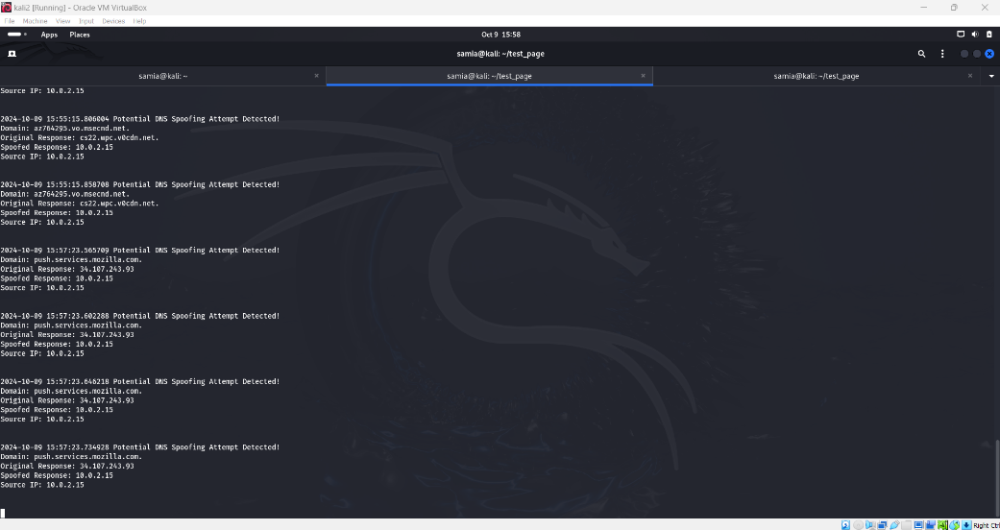 kali2 [Running] - Oracle VM VirtualBox
File Machine View Input Devices Help
Apps Places
Oct 9 15:58
samia@kali: ~/test_page
samia@kali: ~
samia@kali: ~/test_page
samia@kali: ~/test_page
Source IP: 10.0.2.15
2024-10-09 15:55:15.806004 Potential DNS Spoofing Attempt Detected!
Domain: az764295.vo.msecnd.net.
Original Response: cs22.wpc.v0cdn.net.
Spoofed Response: 10.0.2.15
Source IP: 10.0.2.15
2024-10-09 15:55:15.858708 Potential DNS Spoofing Attempt Detected!
Domain: az764295.vo.msecnd.net.
Original Response: cs22.wpc.v0cdn.net.
Spoofed Response: 10.0.2.15
Source IP: 10.0.2.15
2024-10-09 15:57:23.565709 Potential DNS Spoofing Attempt Detected!
Domain: push.services.mozilla.com.
Original Response: 34.107.243.93
Spoofed Response: 10.0.2.15
Source IP: 10.0.2.15
2024-10-09 15:57:23.602288 Potential DNS Spoofing Attempt Detected!
Domain: push.services.mozilla.com.
Original Response: 34.107.243.93
Spoofed Response: 10.0.2.15
Source IP: 10.0.2.15
2024-10-09 15:57:23.646218 Potential DNS Spoofing Attempt Detected!
Domain: push.services.mozilla.com.
Original Response: 34.107.243.93
Spoofed Response: 10.0.2.15
Source IP: 10.0.2.15
2024-10-09 15:57:23.734928 Potential DNS Spoofing Attempt Detected!
Domain: push.services.mozilla.com.
Original Response: 34.107.243.93
Spoofed Response: 10.0.2.15
Source IP: 10.0.2.15
Right Ctrl